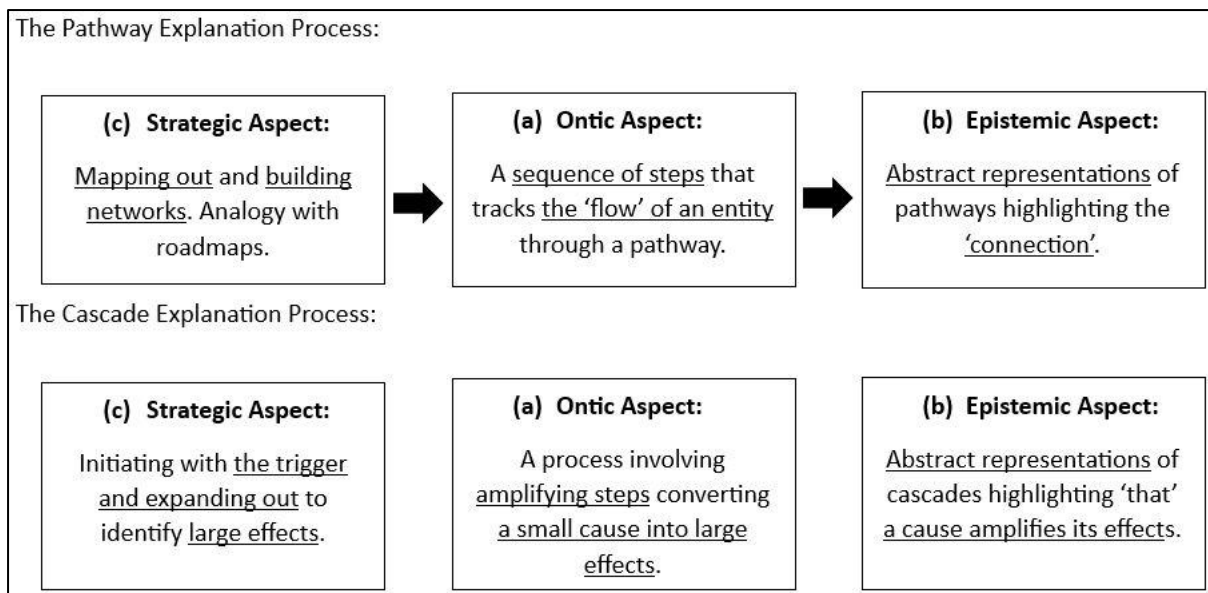 The Pathway Explanation Process:
(c) Strategic Aspect:
Mapping out and building
networks. Analogy with
roadmaps.
(a) Ontic Aspect:
A sequence of steps that
tracks the ‘flow’ of an entity
through a pathway.
(b) Epistemic Aspect:
Abstract representations of
pathways highlighting the
‘connection’.
The Cascade Explanation Process:
(c) Strategic Aspect:
Initiating with the trigger
and expanding out to
identify large effects.
(a) Ontic Aspect:
A process involving
amplifying steps converting
a small cause into large
effects.
(b) Epistemic Aspect:
Abstract representations of
cascades highlighting ‘that’
a cause amplifies its effects.